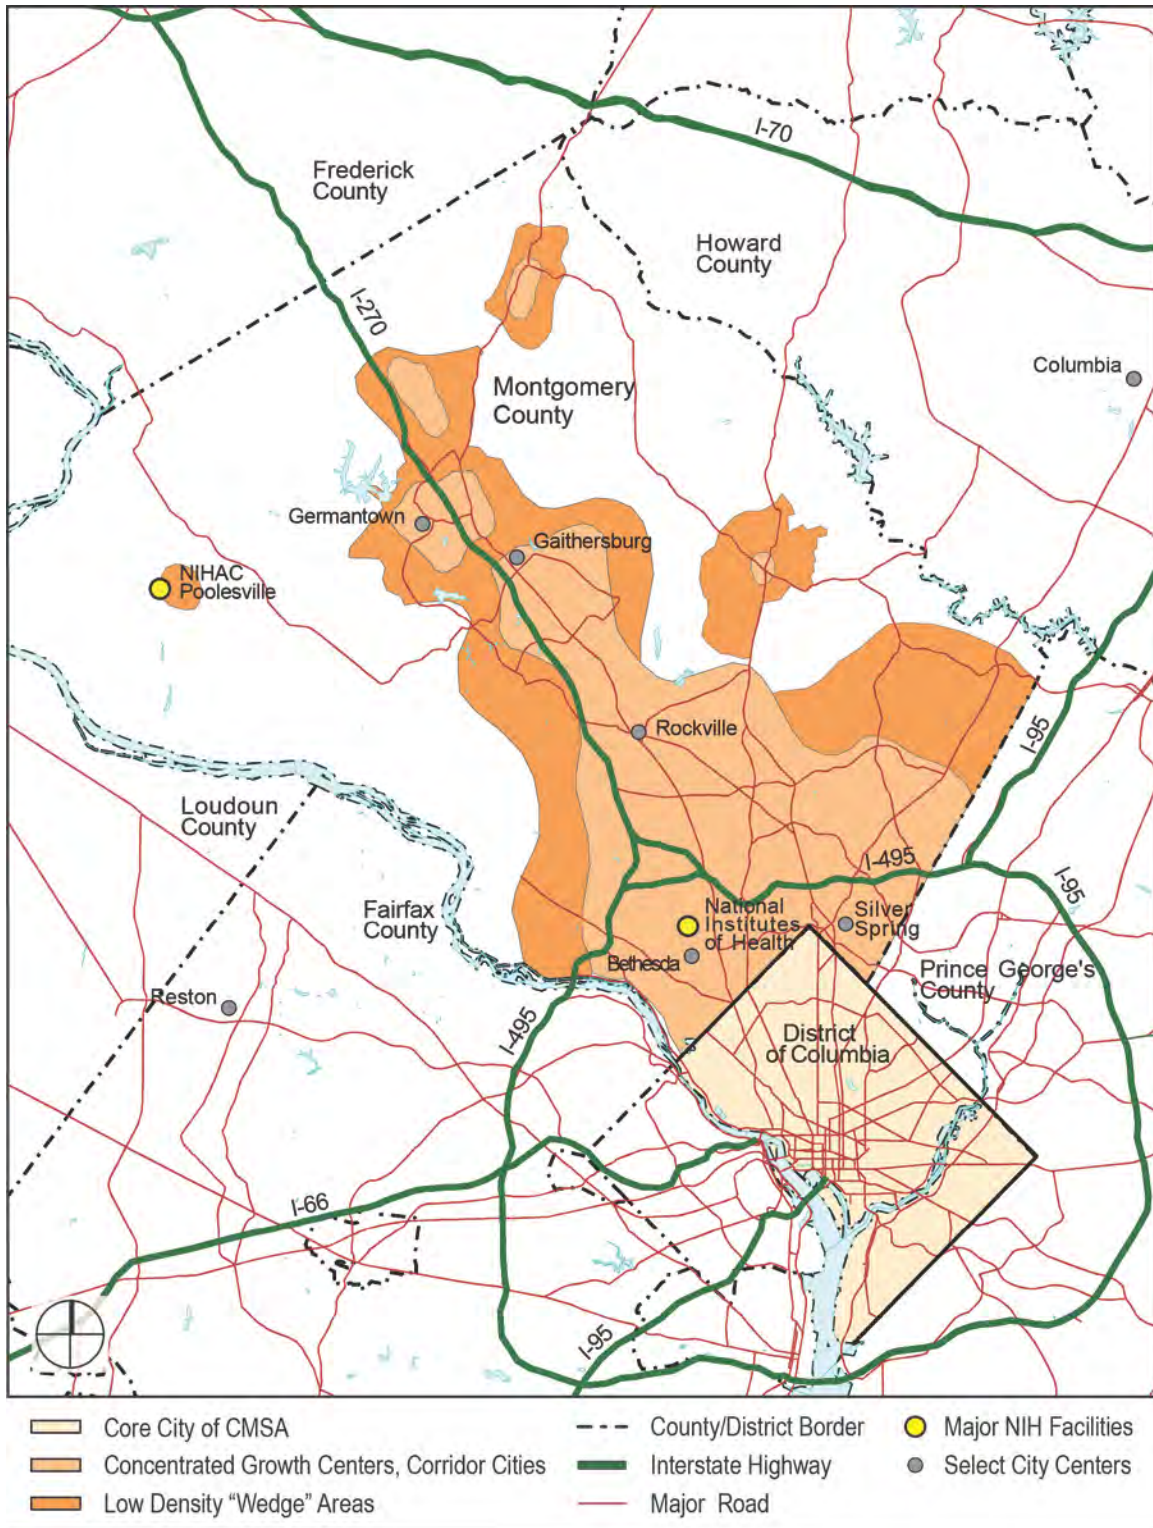 I-70
Frederick
County
Howard
County
I-270
Columbia
Montgomery
County
Germantown
Gaithersburg
NIHAC
Poolesville
Rockville
I-95
Loudoun
County
I-495
I-95
Fairfax
County
National
Institutes
of Health
Silver
Spring
Bethesda
Prince George's
County
Reston
I-495
District
of Columbia
I-66
I-95
Core City of CMSA
County/District Border
Major NIH Facilities
Concentrated Growth Centers, Corridor Cities
Interstate Highway
Select City Centers
Low Density “Wedge” Areas
Major Road